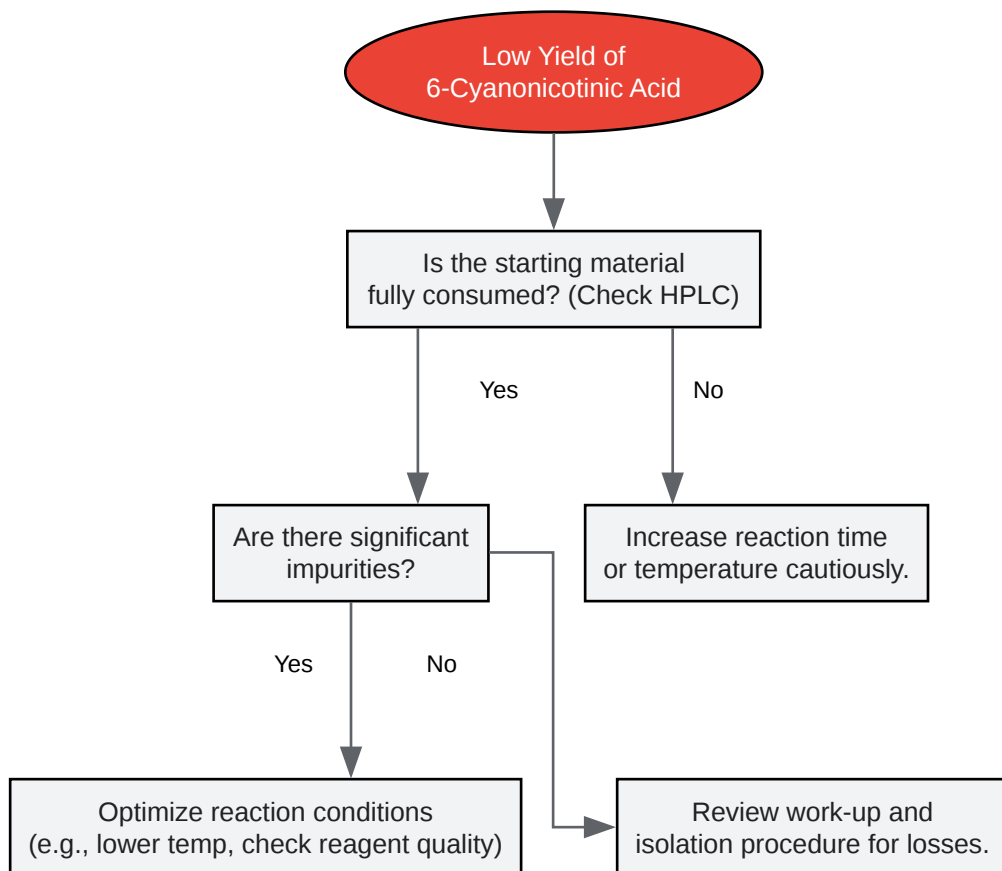 Low Yield of
6-Cyanonicotinic Acid
Is the starting material
fully consumed? (Check HPLC)
Yes
No
Are there significant
impurities?
Increase reaction time
or temperature cautiously.
Yes
No
Optimize reaction conditions
(e.g., lower temp, check reagent quality)
Review work-up and
isolation procedure for losses.